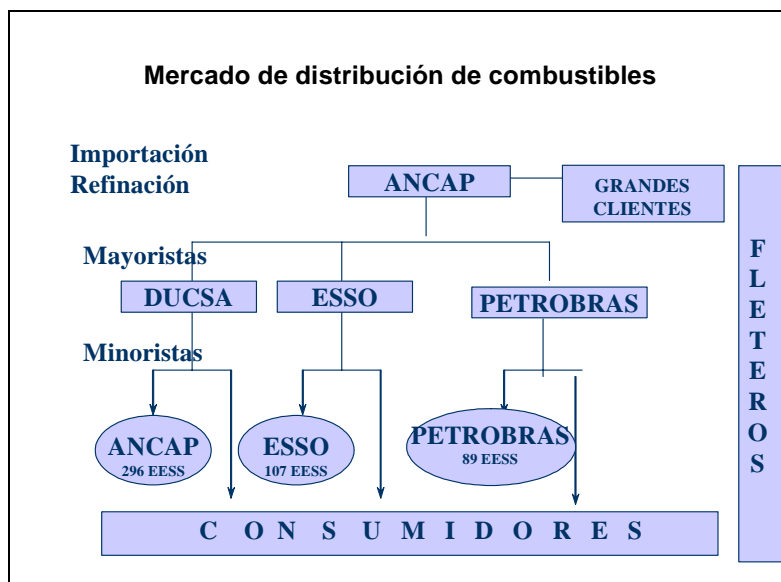 Mercado de distribución de combustibles
Importación
Refinación
ANCAP
GRANDES
CLIENTES
Mayoristas
DUCSA
ESSO
PETROBRAS
Minoristas
ANCAP
296 EESS
ESSO
107 EESS
PETROBRAS
89 EESS
C O N S U M I D O R E S
F
L
E
T
E
R
O
S